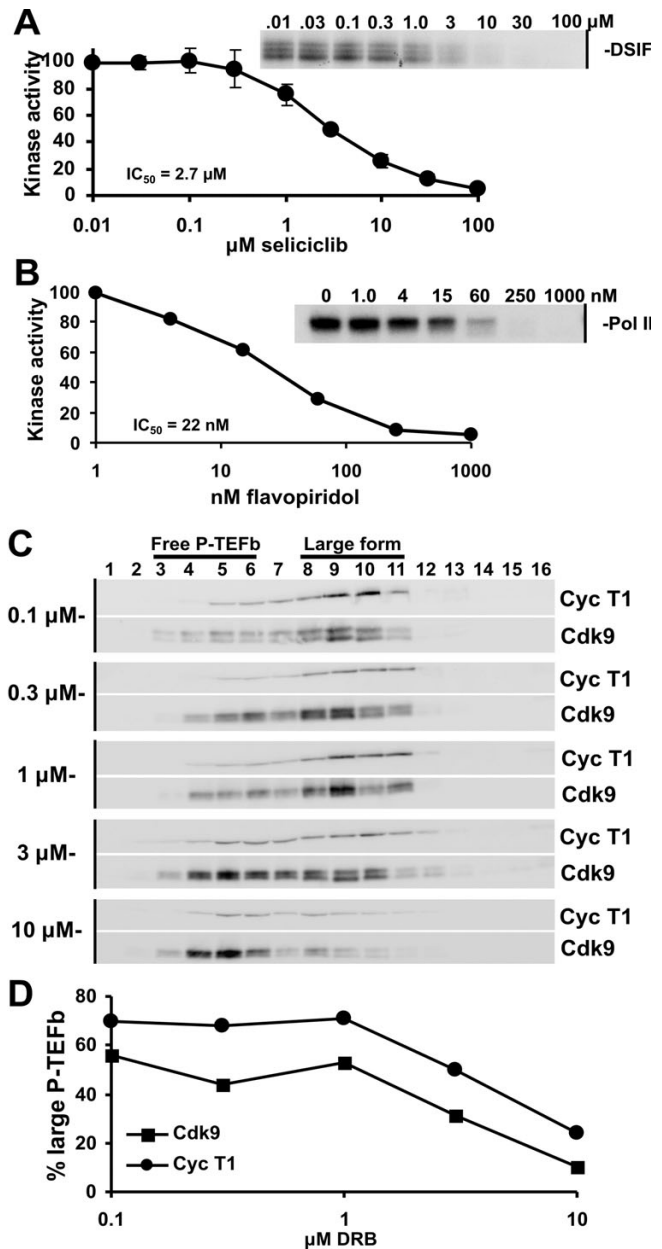 A
.01 .03 0.1 0.3 1.0 3 10 30 100 µM
-DSIF
Kinase activity
100
80
60
40
20
0
IC50 = 2.7 µM
0.01 0.1 1 10 100
µM seliciclib
B
0 1.0 4 15 60 250 1000 nM
-Pol II
Kinase activity
100
80
60
40
20
0
IC50 = 22 nM
1 10 100 1000
nM flavopiridol
C
Free P-TEFb Large form
1 2 3 4 5 6 7 8 9 10 11 12 13 14 15 16
0.1 µM-
Cyc T1
Cdk9
0.3 µM-
Cyc T1
Cdk9
1 µM-
Cyc T1
Cdk9
3 µM-
Cyc T1
Cdk9
10 µM-
Cyc T1
Cdk9
D
% large P-TEFb
80
60
40
20
0
Cdk9
Cyc T1
0.1 1 10
µM DRB